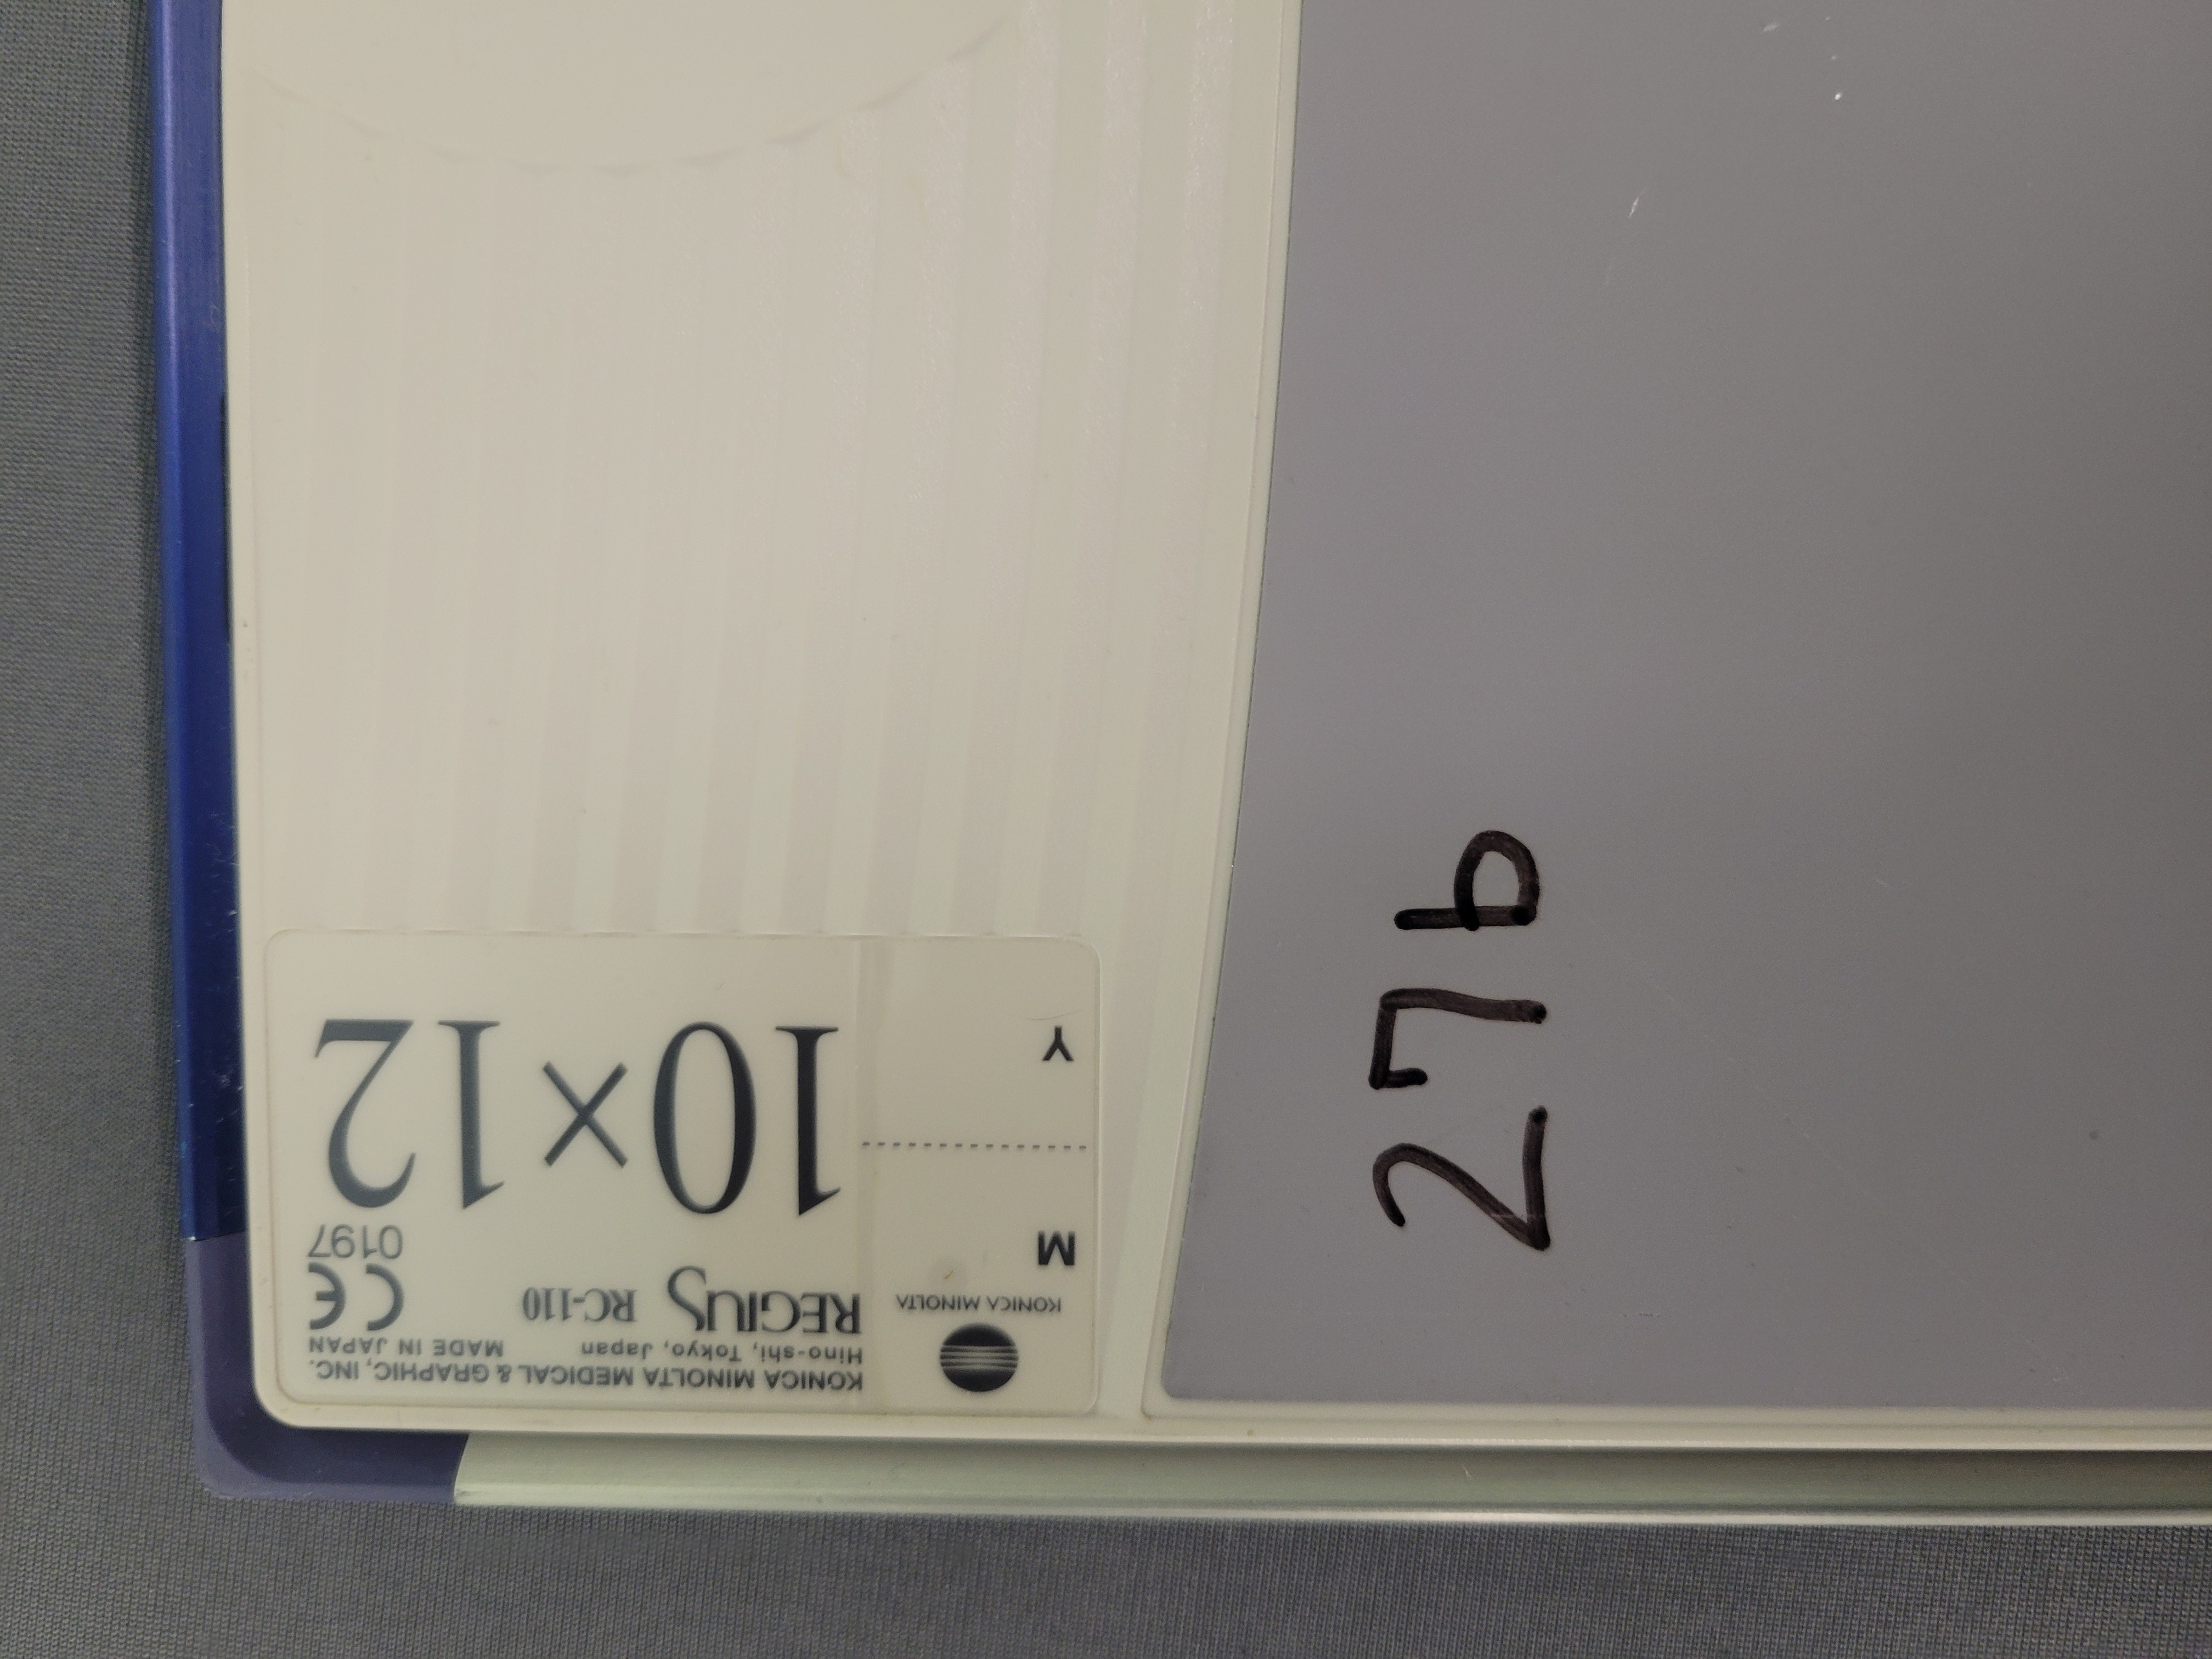 KONICA MINOLTA
M Y
KONICA MINOLTA MEDICAL & GRAPHIC, INC.
Hino-shi, Tokyo, Japan MADE IN JAPAN
REGIUS RC-110
CE 0197
10×12
27b